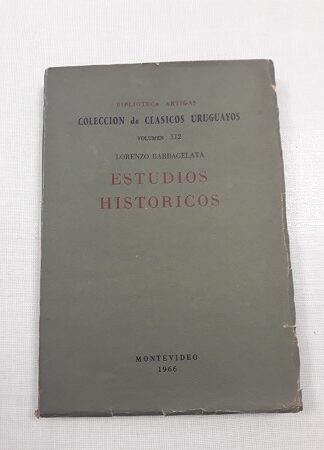 BIBLIOTECA ARTIGAS
COLECCION de CLASICOS URUGUAYOS
VOLUMEN 112
LORENZO BARBAGELATA
ESTUDIOS
HISTORICOS
MONTEVIDEO
1966